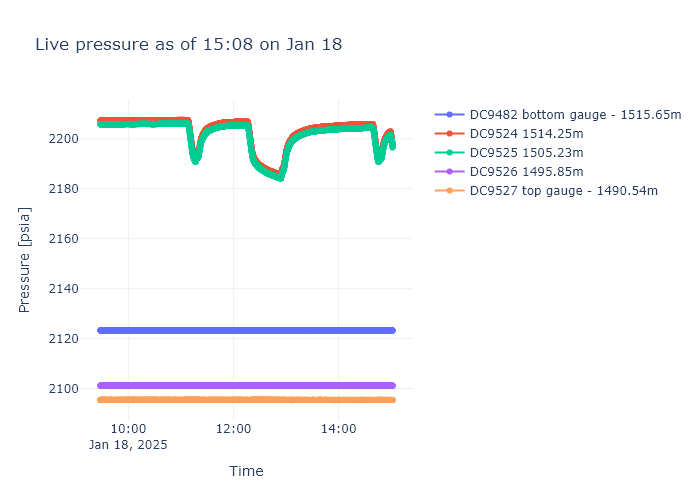 Live pressure as of 15:08 on Jan 18
DC9482 bottom gauge - 1515.65m
DC9524 1514.25m
DC9525 1505.23m
DC9526 1495.85m
DC9527 top gauge - 1490.54m
Pressure [psia]
2200
2180
2160
2140
2120
2100
10:00
Jan 18, 2025
12:00
14:00
Time